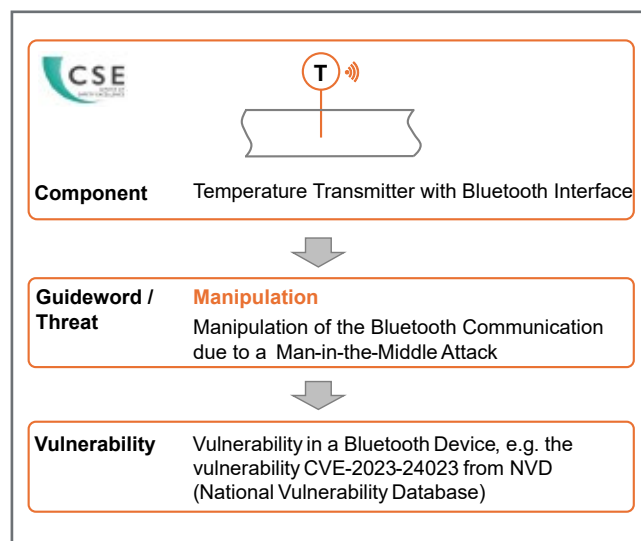 CSE
T
Component
Temperature Transmitter with Bluetooth Interface
Guideword /
Threat
Manipulation
Manipulation of the Bluetooth Communication
due to a Man-in-the-Middle Attack
Vulnerability
Vulnerability in a Bluetooth Device, e.g. the
vulnerability CVE-2023-24023 from NVD
(National Vulnerability Database)